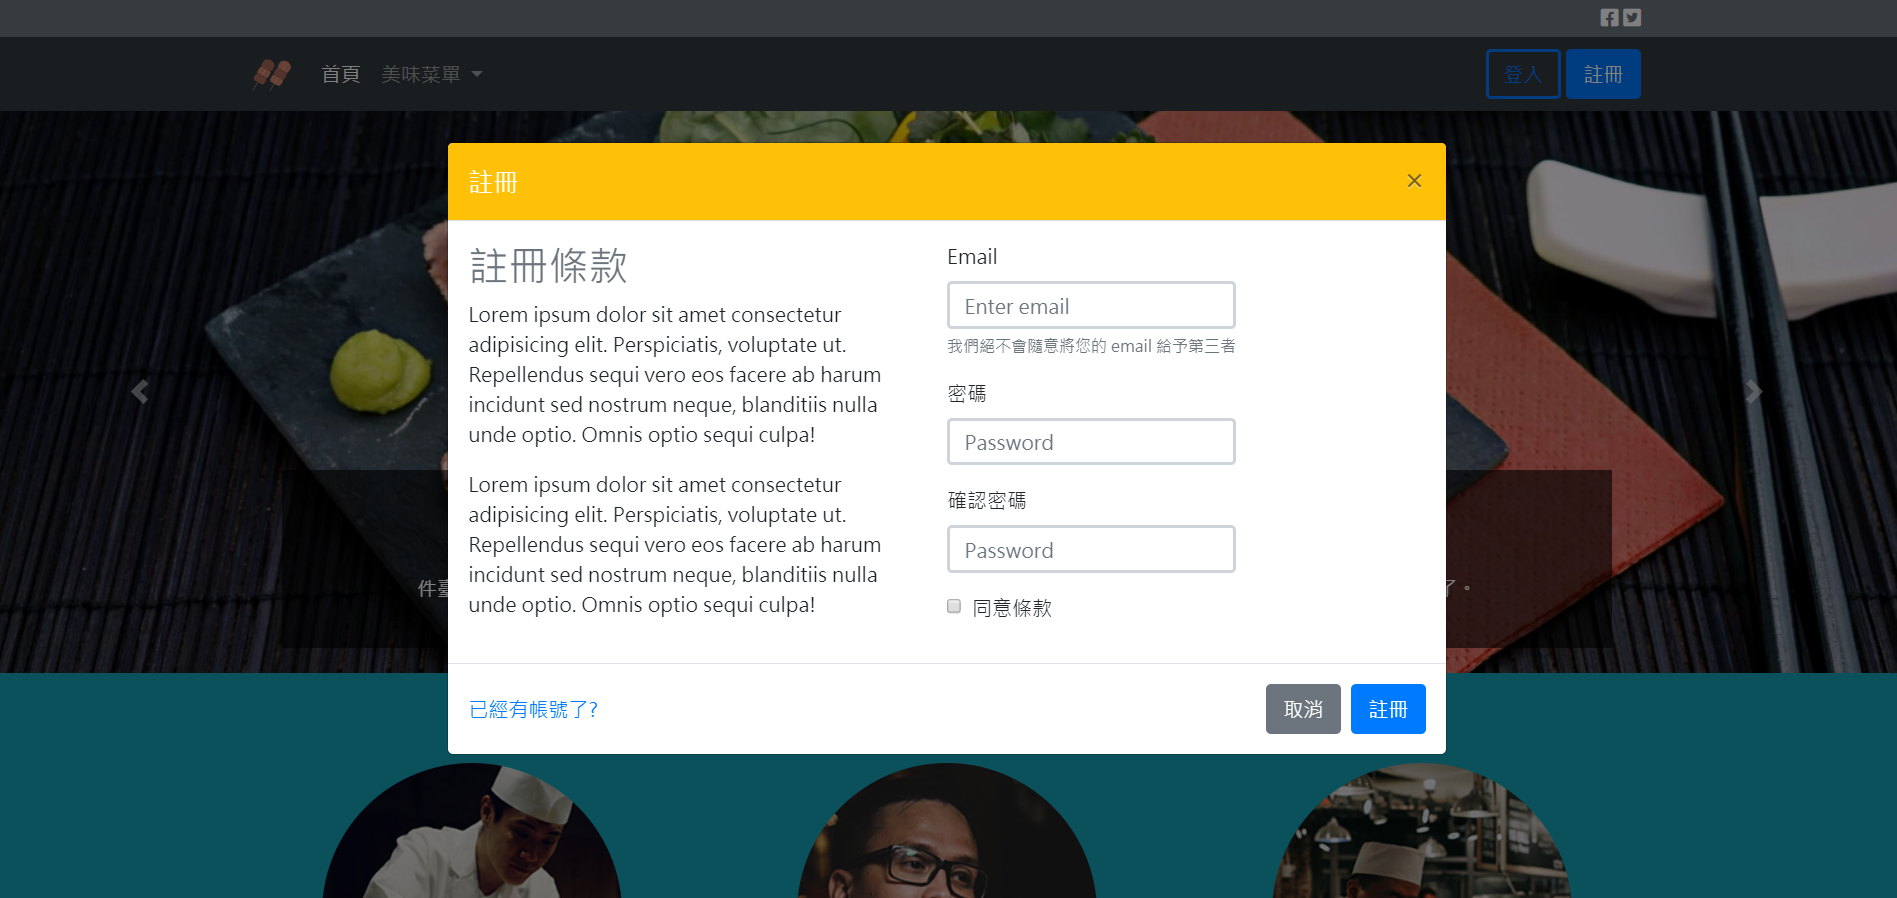 首頁 美味菜單
登入 註冊
註冊
×
註冊條款
Lorem ipsum dolor sit amet consectetur
adipisicing elit. Perspiciatis, voluptate ut.
Repellendus sequi vero eos facere ab harum
incidunt sed nostrum neque, blanditiis nulla
unde optio. Omnis optio sequi culpa!
Lorem ipsum dolor sit amet consectetur
adipisicing elit. Perspiciatis, voluptate ut.
Repellendus sequi vero eos facere ab harum
incidunt sed nostrum neque, blanditiis nulla
unde optio. Omnis optio sequi culpa!
Email
Enter email
我們絕不會隨意將您的 email 給予第三者
密碼
Password
確認密碼
Password
同意條款
件 了。
已經有帳號了?
取消 註冊